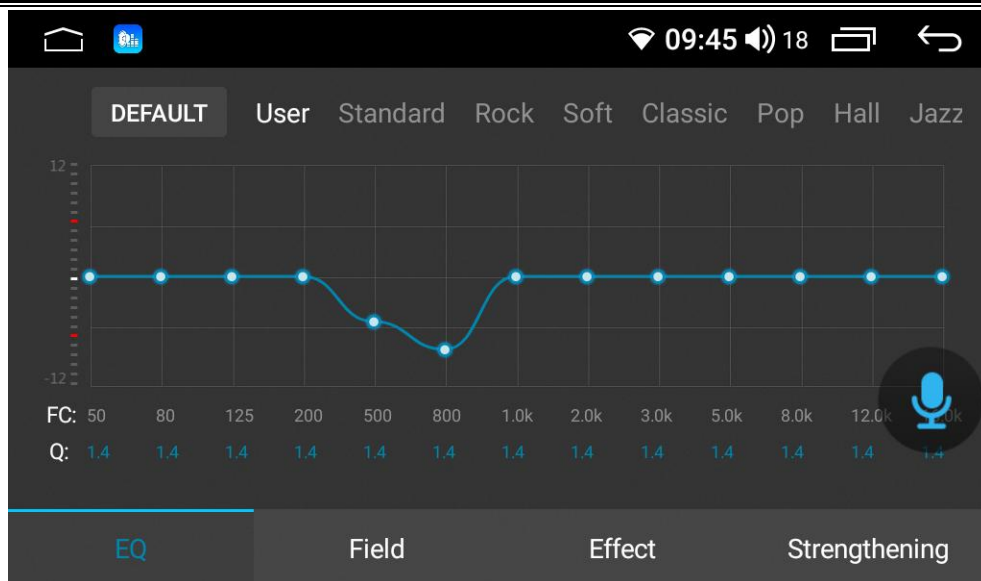 09:45 18
DEFAULT User Standard Rock Soft Classic Pop Hall Jazz
12
-12
FC: 50 80 125 200 500 800 1.0k 2.0k 3.0k 5.0k 8.0k 12.0k
Q: 1.4 1.4 1.4 1.4 1.4 1.4 1.4 1.4 1.4 1.4 1.4 1.4 1.4
EQ Field Effect Strengthening